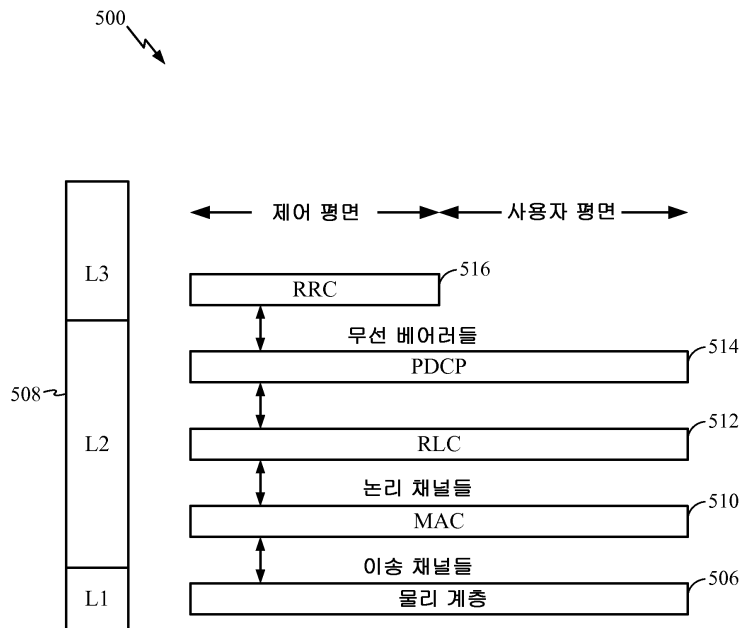 500
제어 평면
사용자 평면
L3
RRC
516
무선 베어러들
PDCP
514
508
L2
RLC
512
논리 채널들
MAC
510
이송 채널들
L1
물리 계층
506